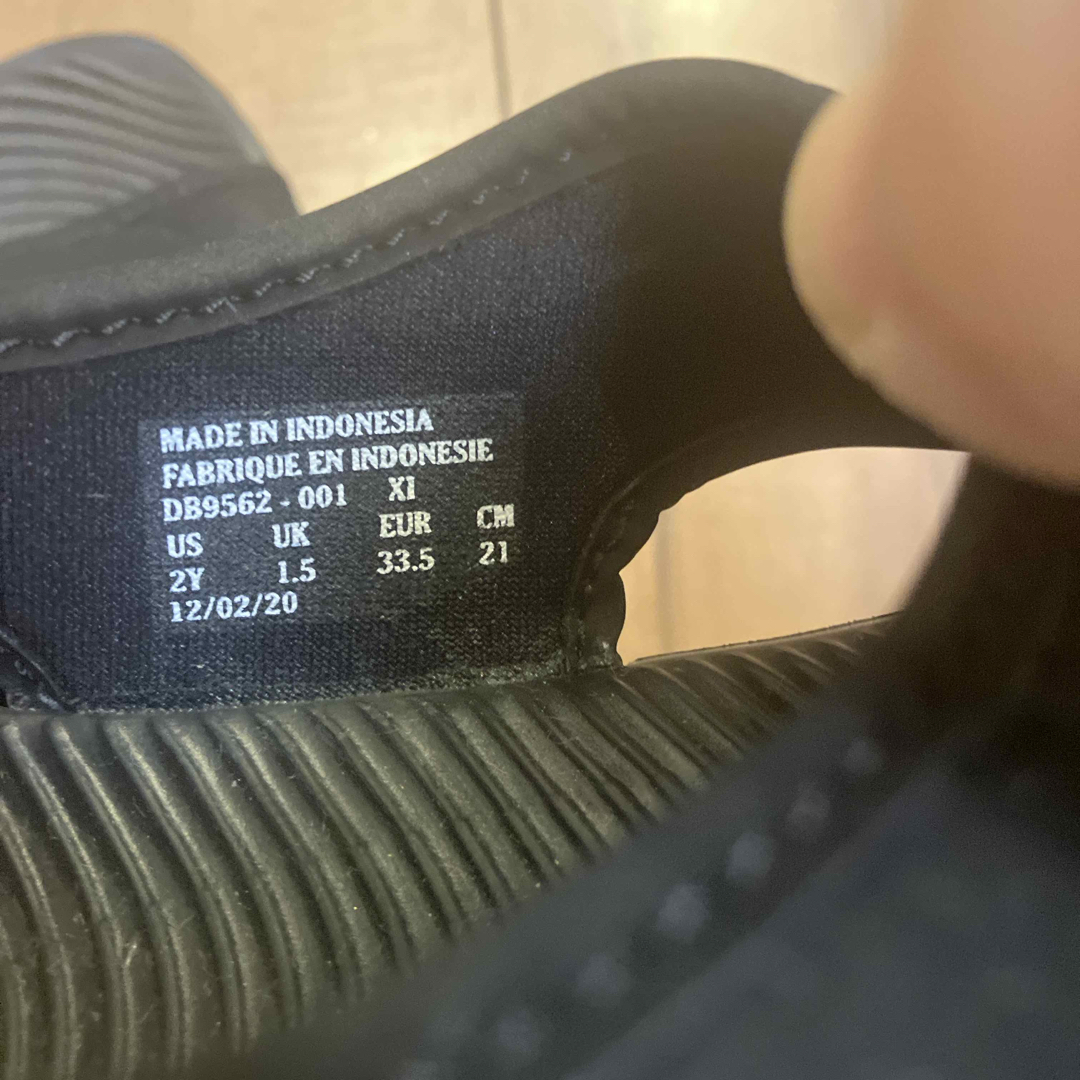 MADE IN INDONESIA
FABRIQUE EN INDONESIE
DB9562 - 001 XI
US UK EUR CM
2Y 1.5 33.5 21
12/02/20